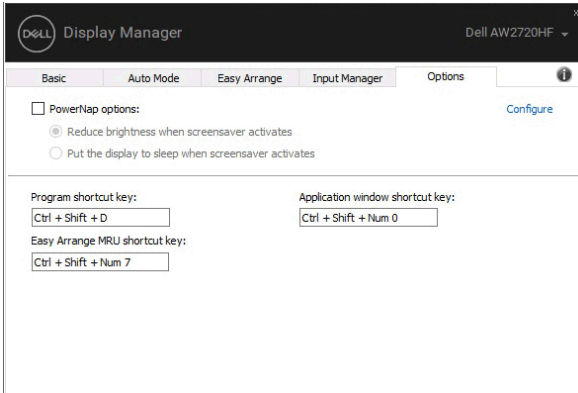 DELL Display Manager Dell AW2720HF
Basic Auto Mode Easy Arrange Input Manager Options
PowerNap options: Configure
Reduce brightness when screensaver activates
Put the display to sleep when screensaver activates
Program shortcut key: Application window shortcut key:
Ctrl + Shift + D Ctrl + Shift + Num 0
Easy Arrange MRU shortcut key:
Ctrl + Shift + Num 7